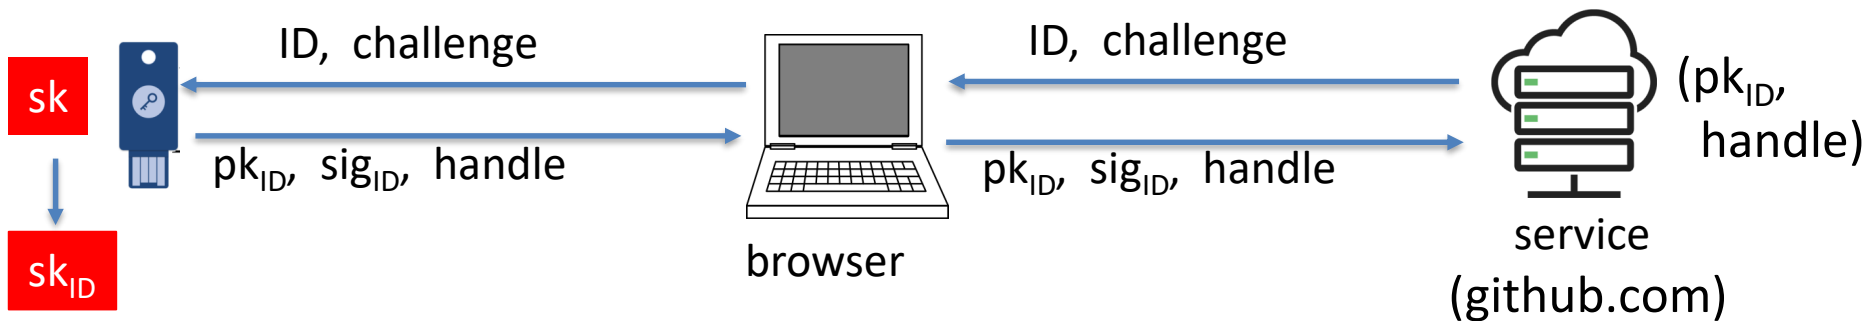 ID, challenge
ID, challenge
sk
(pk_ID,
handle)
pk_ID, sig_ID, handle
pk_ID, sig_ID, handle
sk_ID
browser
service
(github.com)